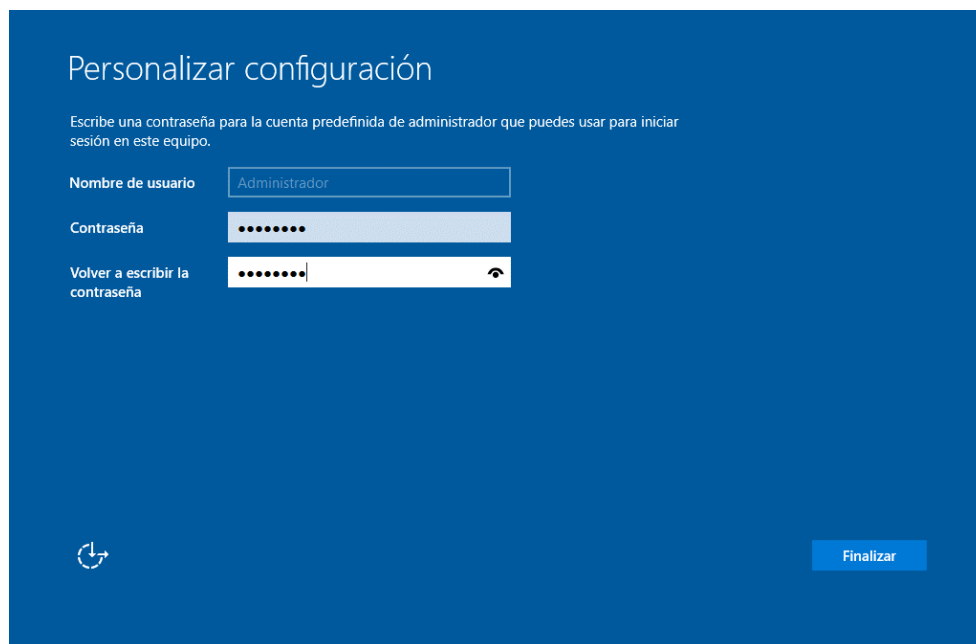 Personalizar configuración
Escribe una contraseña para la cuenta predefinida de administrador que puedes usar para iniciar
sesión en este equipo.
Nombre de usuario
Administrador
Contraseña
••••••••
Volver a escribir la
contraseña
••••••••
Finalizar